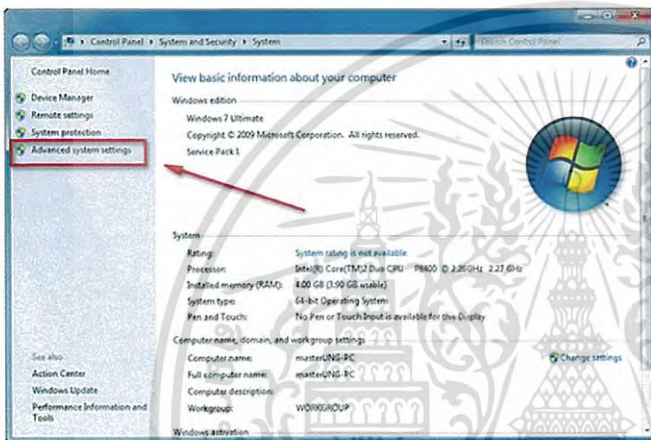 Control Panel ▸ System and Security ▸ System
Search Control Panel
Control Panel Home
Device Manager
Remote settings
System protection
Advanced system settings
See also
Action Center
Windows Update
Performance Information and
Tools
View basic information about your computer
Windows edition
Windows 7 Ultimate
Copyright © 2009 Microsoft Corporation. All rights reserved.
Service Pack 1
System
Rating: System rating is not available
Processor: Intel(R) Core(TM)2 Duo CPU P8400 @ 2.26GHz 2.27 GHz
Installed memory (RAM): 4.00 GB (3.90 GB usable)
System type: 64-bit Operating System
Pen and Touch: No Pen or Touch Input is available for this Display
Computer name, domain, and workgroup settings
Computer name: masterUNG-PC
Change settings
Full computer name: masterUNG-PC
Computer description:
Workgroup: WORKGROUP
Windows activation